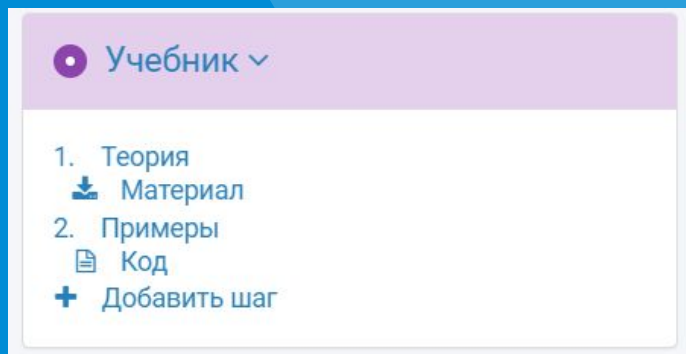 Учебник
1. Теория
Материал
2. Примеры
Код
Добавить шаг